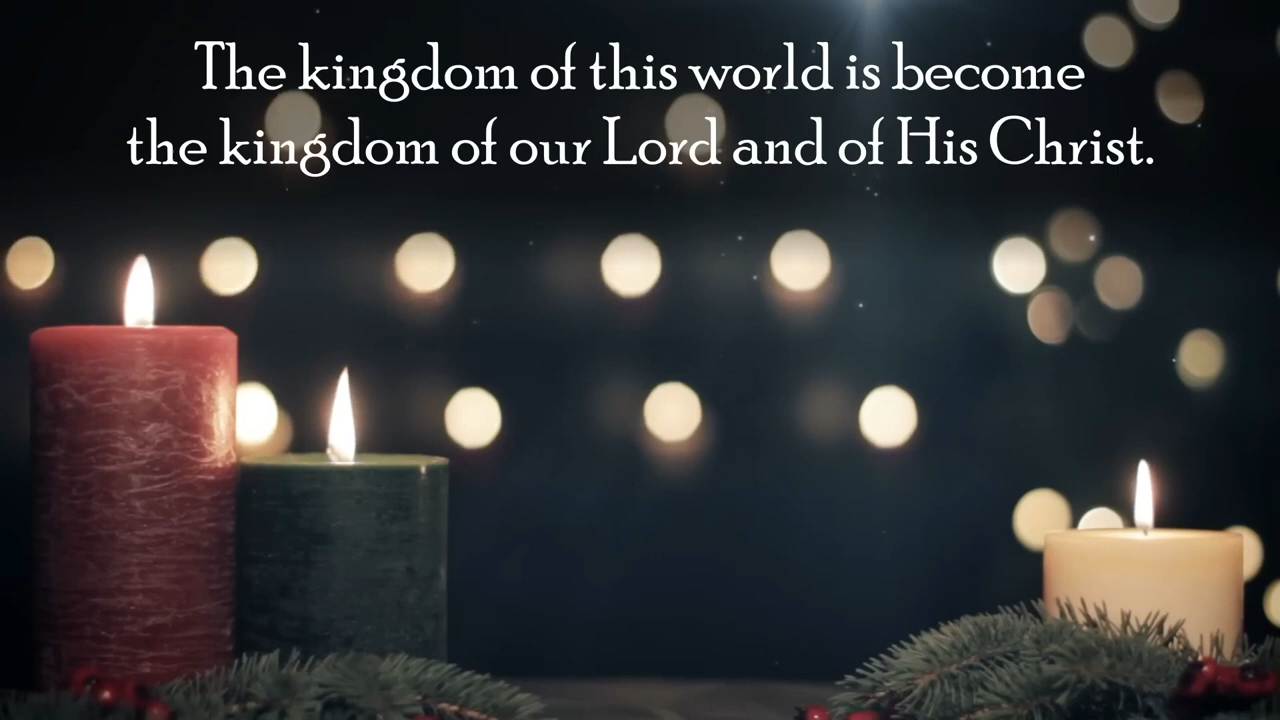 The kingdom of this world is become
the kingdom of our Lord and of His Christ.